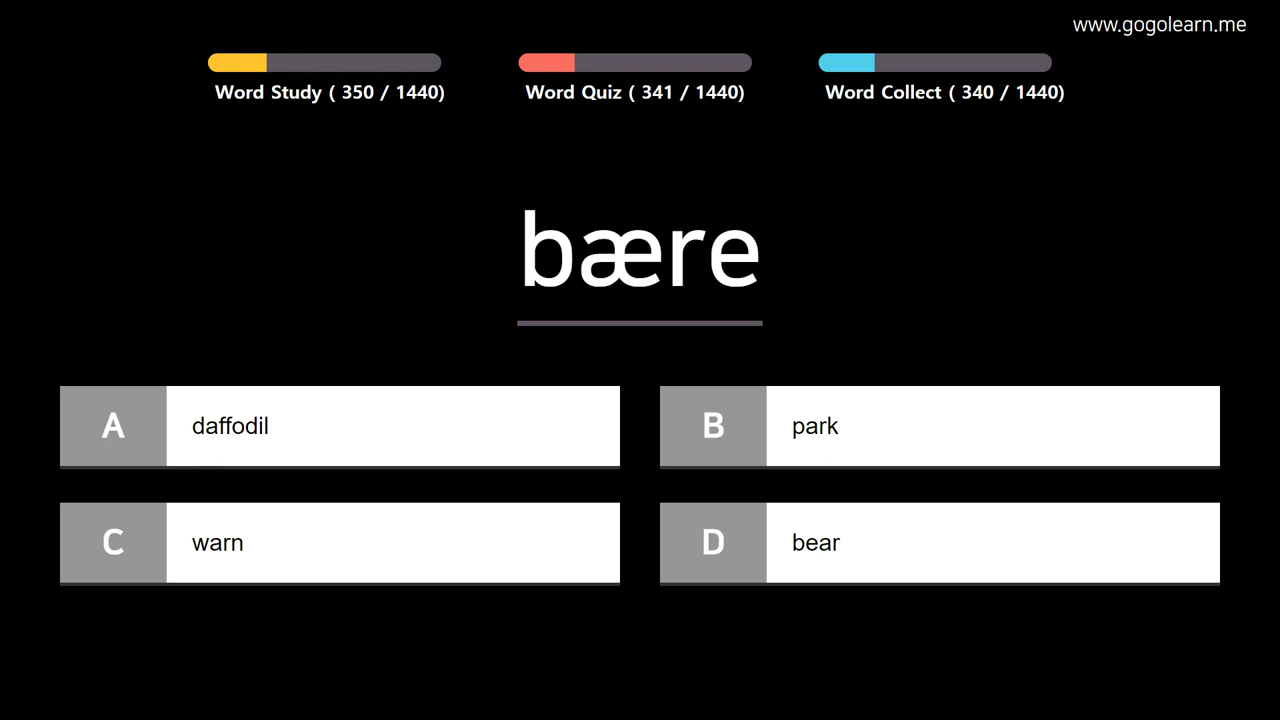 www.gogolearn.me
Word Study ( 350 / 1440)
Word Quiz ( 341 / 1440)
Word Collect ( 340 / 1440)
bære
A daffodil
B park
C warn
D bear